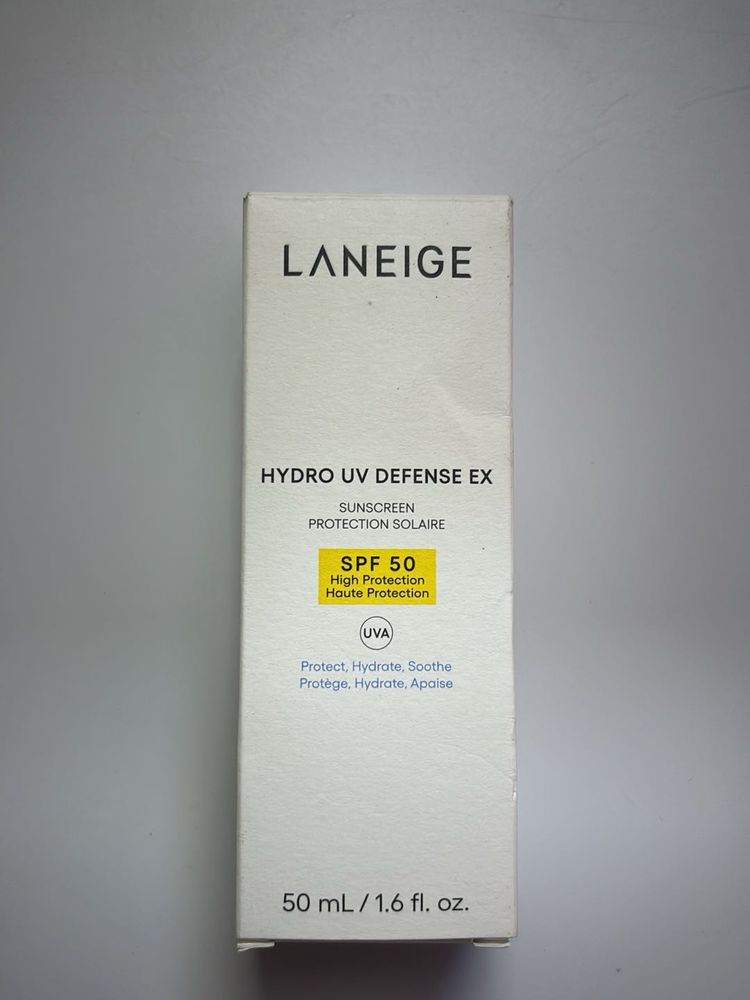 LANEIGE
HYDRO UV DEFENSE EX
SUNSCREEN
PROTECTION SOLAIRE
SPF 50
High Protection
Haute Protection
UVA
Protect, Hydrate, Soothe
Protège, Hydrate, Apaise
50 mL / 1.6 fl. oz.